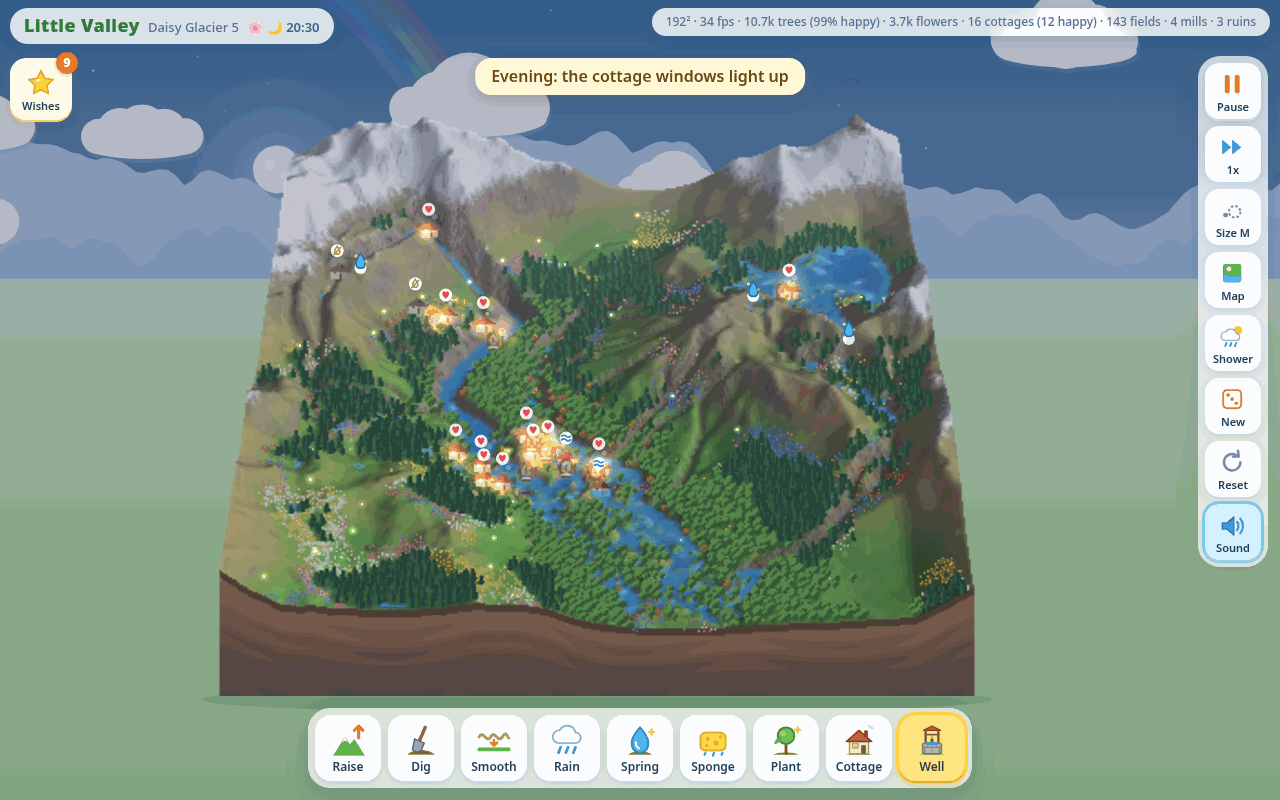 Little Valley Daisy Glacier 5 20:30
192² · 34 fps · 10.7k trees (99% happy) · 3.7k flowers · 16 cottages (12 happy) · 143 fields · 4 mills · 3 ruins
9
Wishes
Evening: the cottage windows light up
Pause
1x
Size M
Map
Shower
New
Reset
Sound
Raise
Dig
Smooth
Rain
Spring
Sponge
Plant
Cottage
Well